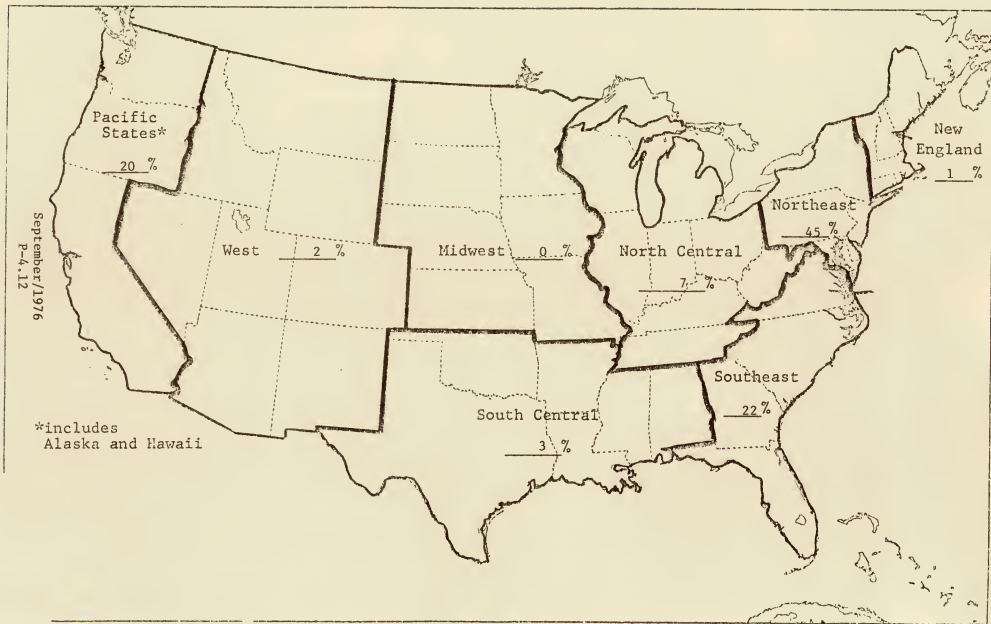 Pacific
States*
20 %
West 2 %
Midwest 0 %
North Central
7 %
Northeast
45 %
New
England
1 %
Southeast
22 %
South Central
3 %
*includes
Alaska and Hawaii
September/1976
P-4.12